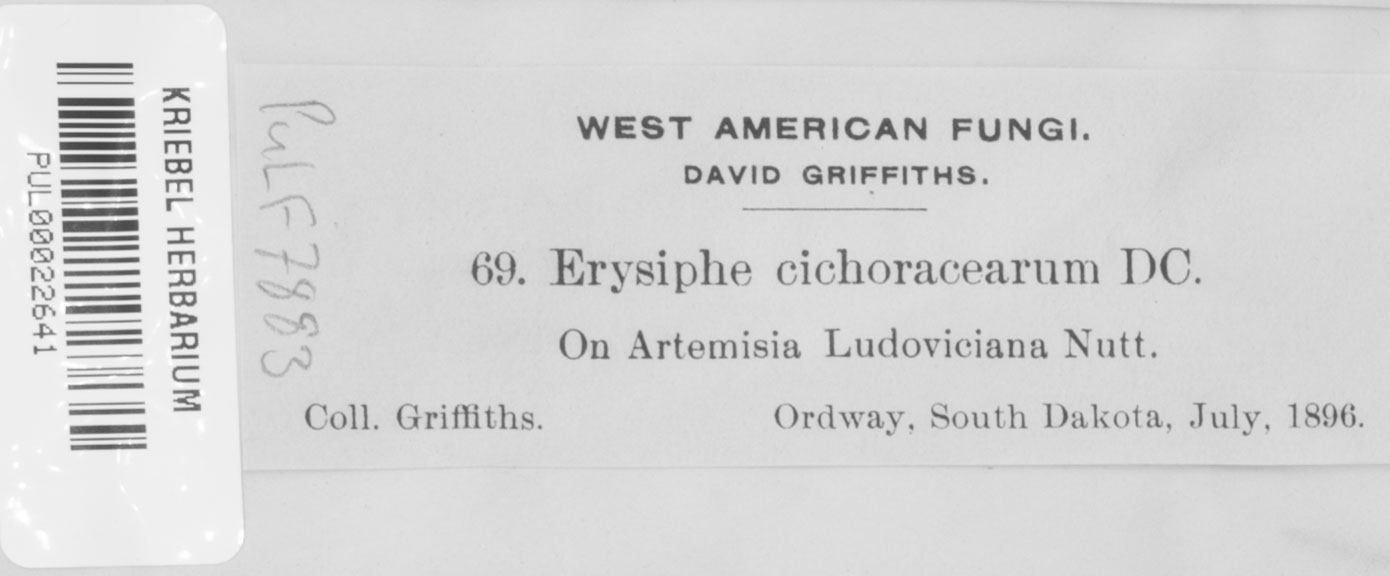 KRIEBEL HERBARIUM
PUL00022641
PULF7883
WEST AMERICAN FUNGI.
DAVID GRIFFITHS.
69. Erysiphe cichoracearum DC.
On Artemisia Ludoviciana Nutt.
Coll. Griffiths.
Ordway, South Dakota, July, 1896.